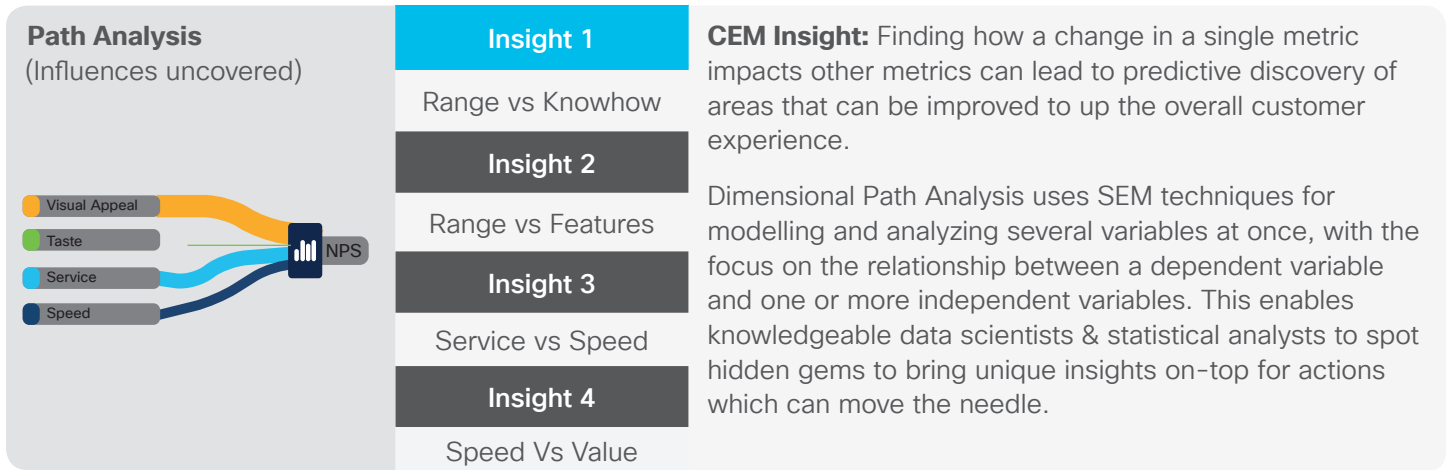 Path Analysis
(Influences uncovered)
Visual Appeal
Taste
Service
Speed
NPS
Insight 1
Range vs Knowhow
Insight 2
Range vs Features
Insight 3
Service vs Speed
Insight 4
Speed Vs Value
CEM Insight: Finding how a change in a single metric
impacts other metrics can lead to predictive discovery of
areas that can be improved to up the overall customer
experience.
Dimensional Path Analysis uses SEM techniques for
modelling and analyzing several variables at once, with the
focus on the relationship between a dependent variable
and one or more independent variables. This enables
knowledgeable data scientists & statistical analysts to spot
hidden gems to bring unique insights on-top for actions
which can move the needle.